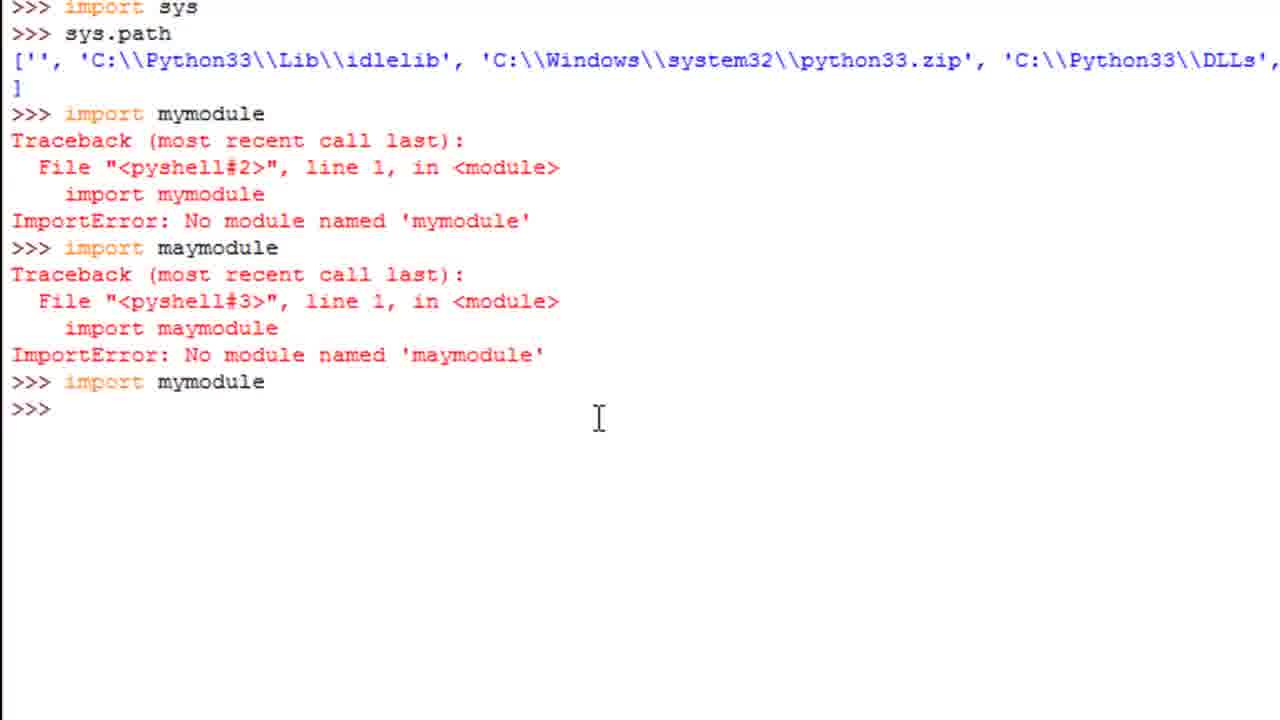 >>> import sys
>>> sys.path
['', 'C:\\Python33\\Lib\\idlelib', 'C:\\Windows\\system32\\python33.zip', 'C:\\Python33\\DLLs',
]
>>> import mymodule
Traceback (most recent call last):
  File "<pyshell#2>", line 1, in <module>
    import mymodule
ImportError: No module named 'mymodule'
>>> import maymodule
Traceback (most recent call last):
  File "<pyshell#3>", line 1, in <module>
    import maymodule
ImportError: No module named 'maymodule'
>>> import mymodule
>>>